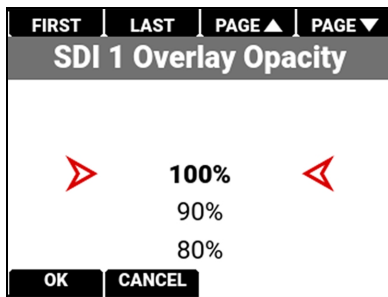 FIRST LAST PAGE▲ PAGE▼
SDI 1 Overlay Opacity
100%
90%
80%
OK CANCEL